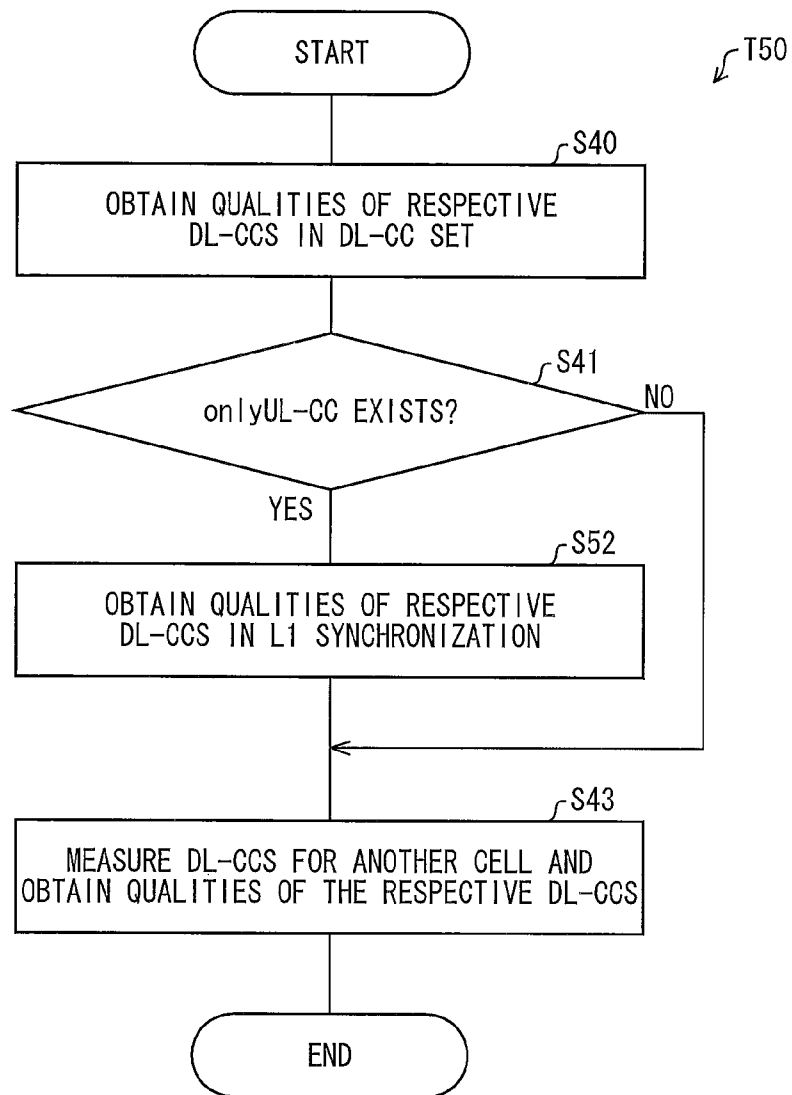 START
T50
S40
OBTAIN QUALITIES OF RESPECTIVE
DL-CCS IN DL-CC SET
S41
onlyUL-CC EXISTS?
NO
YES
S52
OBTAIN QUALITIES OF RESPECTIVE
DL-CCS IN L1 SYNCHRONIZATION
S43
MEASURE DL-CCS FOR ANOTHER CELL AND
OBTAIN QUALITIES OF THE RESPECTIVE DL-CCS
END